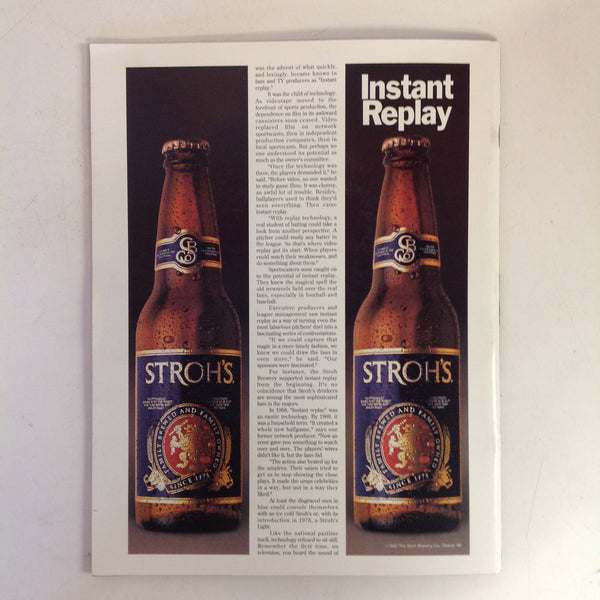 was the advent of what quickly,
and lovingly, became known to
fans and TV producers as "Instant
replay."
It was the child of technology.
As videotape moved to the
forefront of sports production, the
dependence on film in its awkward
cannisters soon ceased. Video
replaced film on network
sportscasts, then in independent
production companies, then in
local sportscasts. But perhaps no
one understood its potential as
much as the owner's committee.
"Once the technology was
there, the players demanded it," he
said. "Before video, no one wanted
to study game films. It was clumsy,
an awful lot of trouble. Besides,
ballplayers used to think they'd
seen everything. Then came
instant replay.
"With replay technology, a
real student of batting could take a
look from another perspective. A
pitcher could study any batter in
the league. So that's where video
replay got its start. When players
could watch their weaknesses, and
do something about them."
Sportscasters soon caught on
to the potential of instant replay.
They knew the magical spell the
old newsreels held over the real
fans, especially in football and
baseball.
Executive producers and
league management saw instant
replay as a way of turning even the
most laborious pitchers' duel into a
fascinating series of confrontations.
"If we could capture that
magic in a more timely fashion, we
knew we could draw the fans in
even more," he said. "Our
sponsors were fascinated."
For instance, the Stroh
Brewery supported instant replay
from the beginning. It's no
coincidence that Stroh's drinkers
are among the most sophisticated
fans in the majors.
In 1968, "Instant replay" was
an exotic technology. By 1969, it
was a household term. "It created a
whole new ballgame," says one
former network producer. "Now an
error gave you something to watch
over and over. The players' wives
didn't like it, but the fans did.
"The action also heated up for
the umpires. Their union tried to
get us to stop showing the close
plays. It made the umps celebrities
in a way, but not in a way they
liked."
At least the disgraced men in
blue could console themselves
with an ice cold Stroh's or, with its
introduction in 1978, a Stroh's
Light.
Like the national pastime
itself, technology refused to sit still.
Remember the first time, on
television, you heard the sound of
Instant
Replay
STROH'S
FAMILY BREWED AND FAMILY OWNED
SINCE 1775
STROH'S
FAMILY BREWED AND FAMILY OWNED
SINCE 1775
The Stroh Brewery Co., Detroit, MI